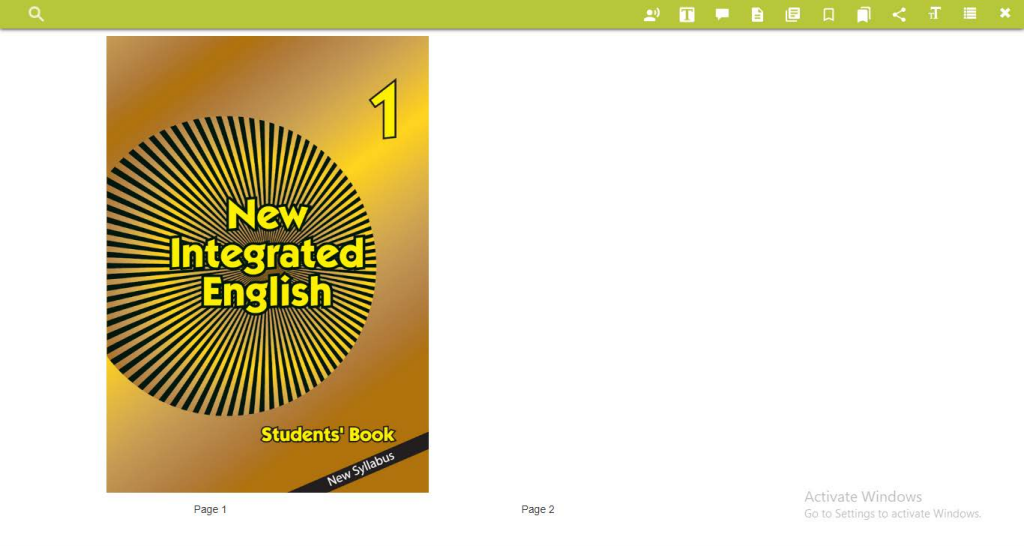 1
New
Integrated
English
Students' Book
New Syllabus
Page 1
Page 2
Activate Windows
Go to Settings to activate Windows.